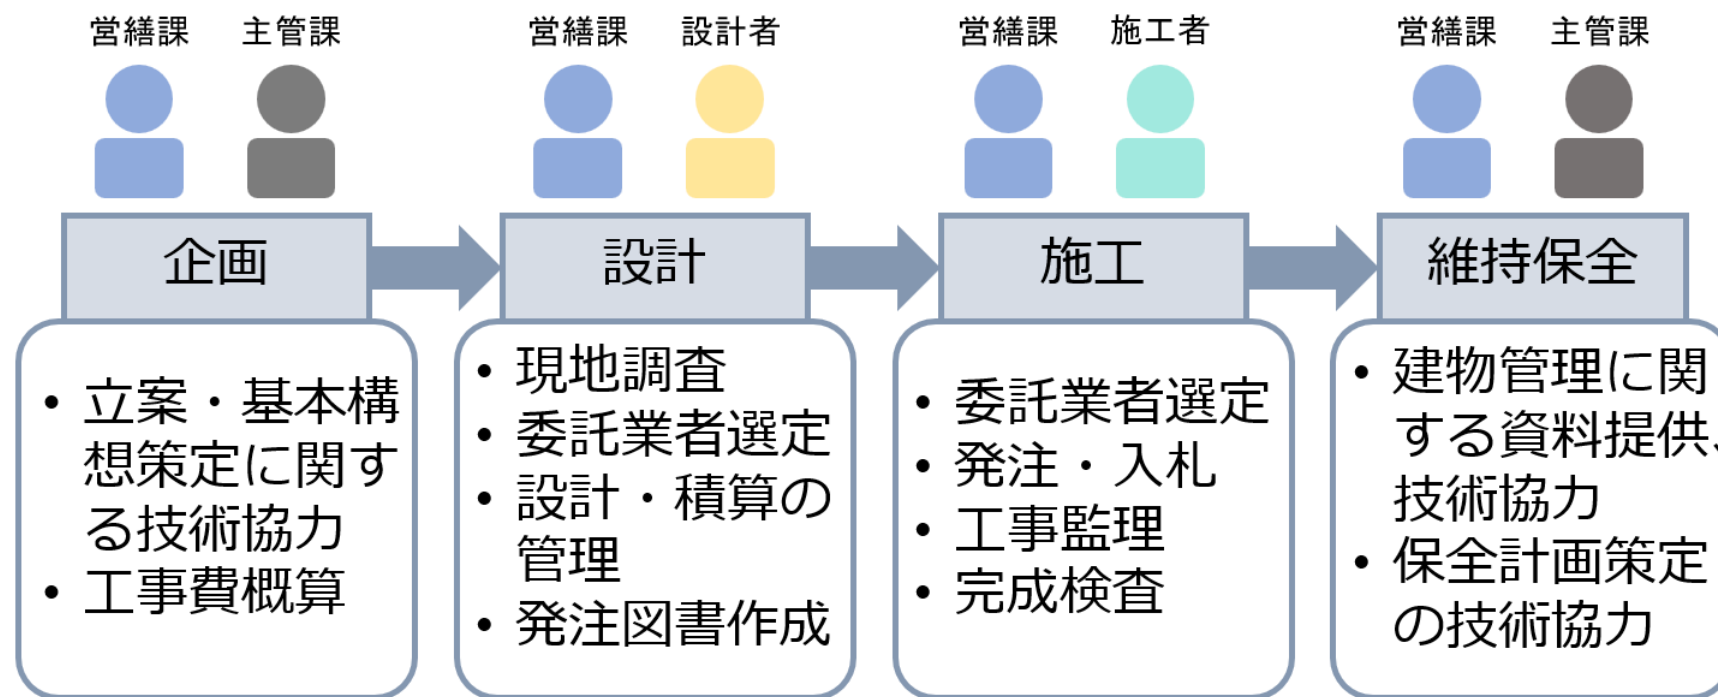 営繕課 主管課
営繕課 設計者
営繕課 施工者
営繕課 主管課
企画
設計
施工
維持保全
• 立案・基本構
想策定に関す
る技術協力
• 工事費概算
• 現地調査
• 委託業者選定
• 設計・積算の
管理
• 発注図書作成
• 委託業者選定
• 発注・入札
• 工事監理
• 完成検査
• 建物管理に関
する資料提供、
技術協力
• 保全計画策定
の技術協力